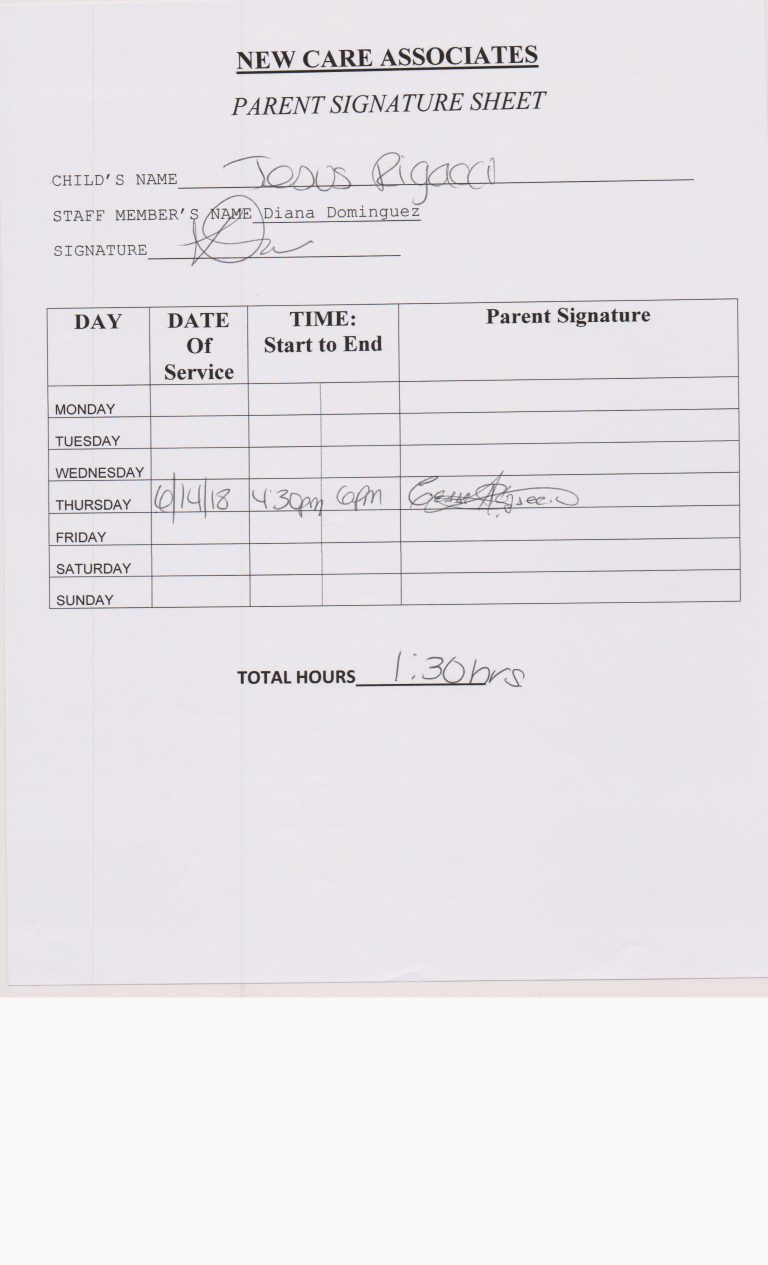 NEW CARE ASSOCIATES
PARENT SIGNATURE SHEET
CHILD'S NAME Jesus Rigacci
STAFF MEMBER'S NAME Diana Dominguez
SIGNATURE
DAY DATE Of Service TIME: Start to End Parent Signature
MONDAY
TUESDAY
WEDNESDAY
THURSDAY 6/14/18 4:30pm 6pm
FRIDAY
SATURDAY
SUNDAY
TOTAL HOURS 1:30hrs